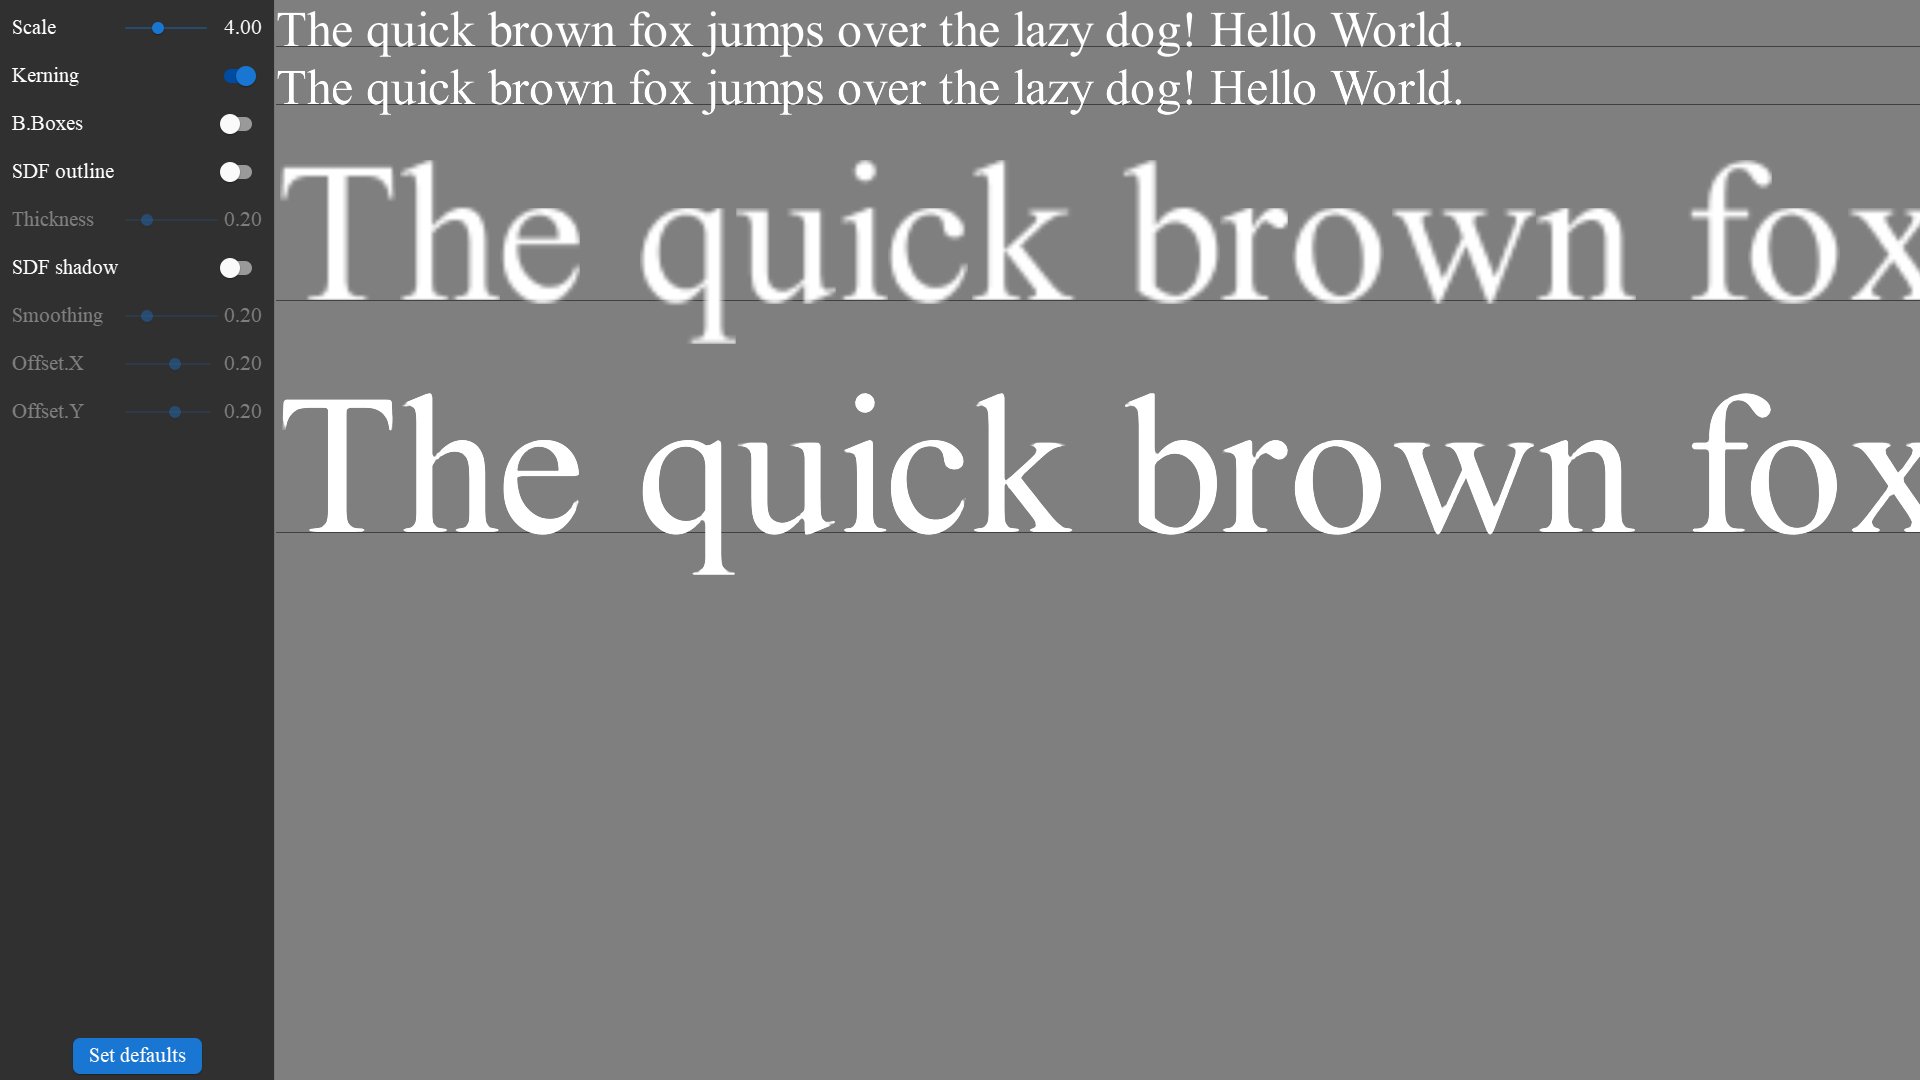 Scale 4.00
Kerning
B.Boxes
SDF outline
Thickness 0.20
SDF shadow
Smoothing 0.20
Offset.X 0.20
Offset.Y 0.20
Set defaults
The quick brown fox jumps over the lazy dog! Hello World.
The quick brown fox jumps over the lazy dog! Hello World.
The quick brown fox
The quick brown fox